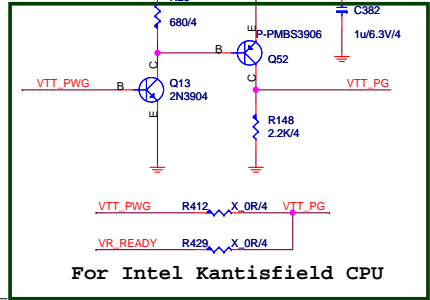 680/4
C382
1u/6.3V/4
E
P-PMBS3906
B
Q52
C
C
VTT_PWG
B
Q13
2N3904
VTT_PG
E
R148
2.2K/4
VTT_PWG
R412
X_0R/4
VTT_PG
VR_READY
R429
X_0R/4
For Intel Kantisfield CPU